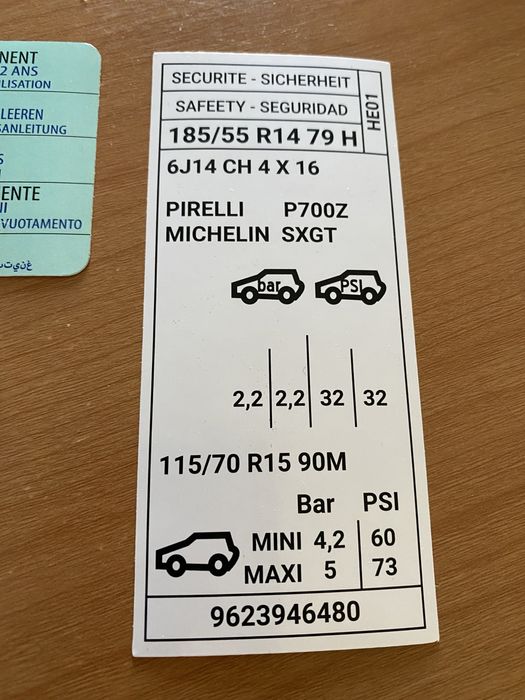 NENT
2 ANS
ILISATION
LEEREN
SANLEITUNG
S
ENTE
NI
VUOTAMENTO
SECURITE - SICHERHEIT
SAFEETY - SEGURIDAD
HE01
185/55 R14 79 H
6J14 CH 4 X 16
PIRELLI P700Z
MICHELIN SXGT
bar PSI
2,2 2,2 32 32
115/70 R15 90M
Bar PSI
MINI 4,2 60
MAXI 5 73
9623946480